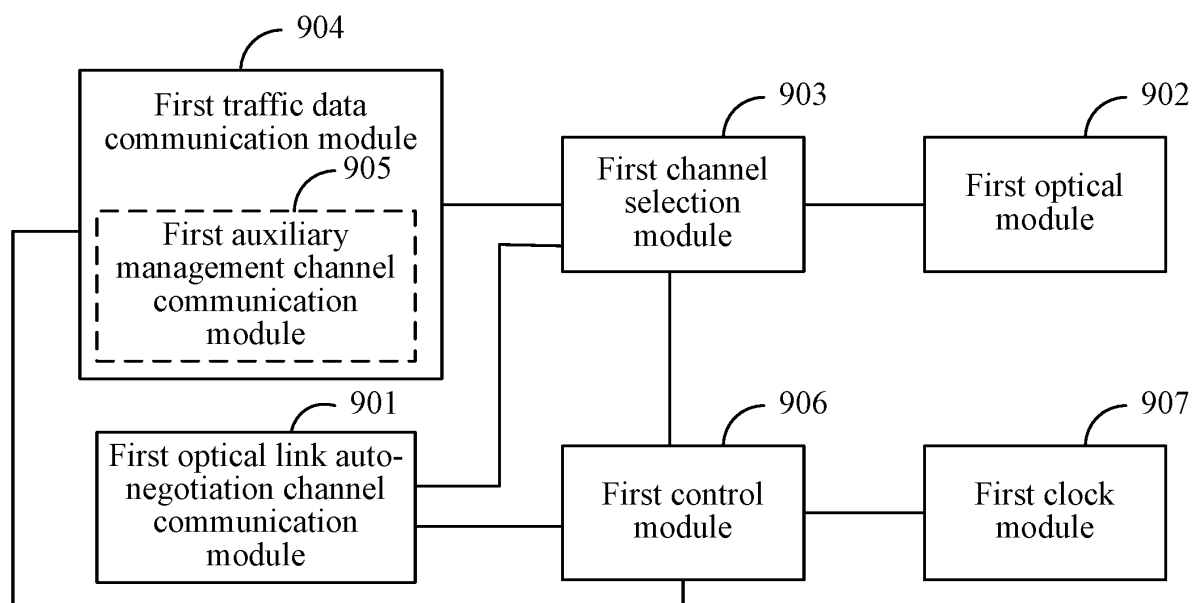 904
First traffic data
communication module
905
First auxiliary
management channel
communication
module
903
First channel
selection
module
902
First optical
module
901
First optical link auto-
negotiation channel
communication
module
906
First control
module
907
First clock
module